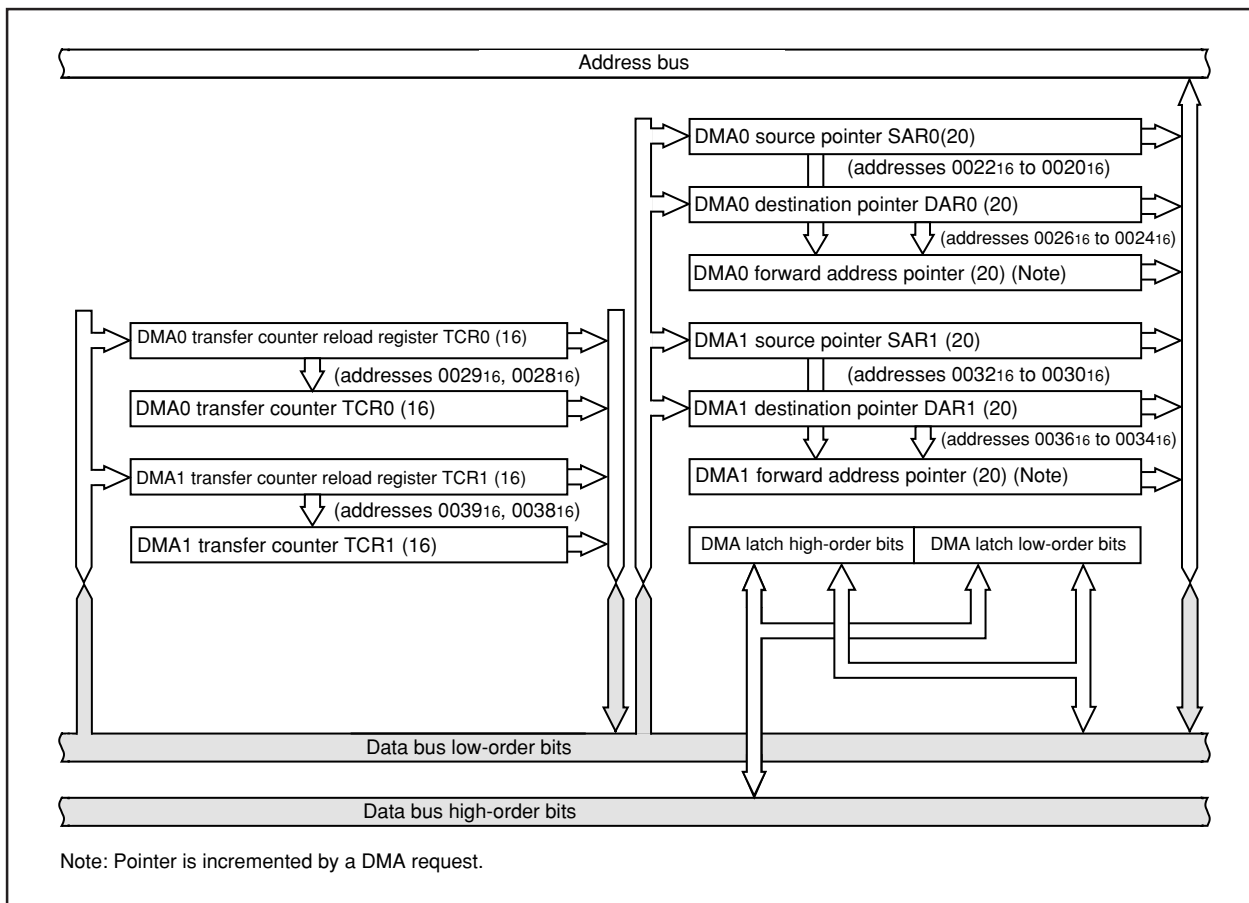 Address bus
DMA0 source pointer SAR0(20)
(addresses 002216 to 002016)
DMA0 destination pointer DAR0 (20)
(addresses 002616 to 002416)
DMA0 forward address pointer (20) (Note)
DMA0 transfer counter reload register TCR0 (16)
(addresses 002916, 002816)
DMA0 transfer counter TCR0 (16)
DMA1 transfer counter reload register TCR1 (16)
(addresses 003916, 003816)
DMA1 transfer counter TCR1 (16)
DMA1 source pointer SAR1 (20)
(addresses 003216 to 003016)
DMA1 destination pointer DAR1 (20)
(addresses 003616 to 003416)
DMA1 forward address pointer (20) (Note)
DMA latch high-order bits
DMA latch low-order bits
Data bus low-order bits
Data bus high-order bits
Note: Pointer is incremented by a DMA request.